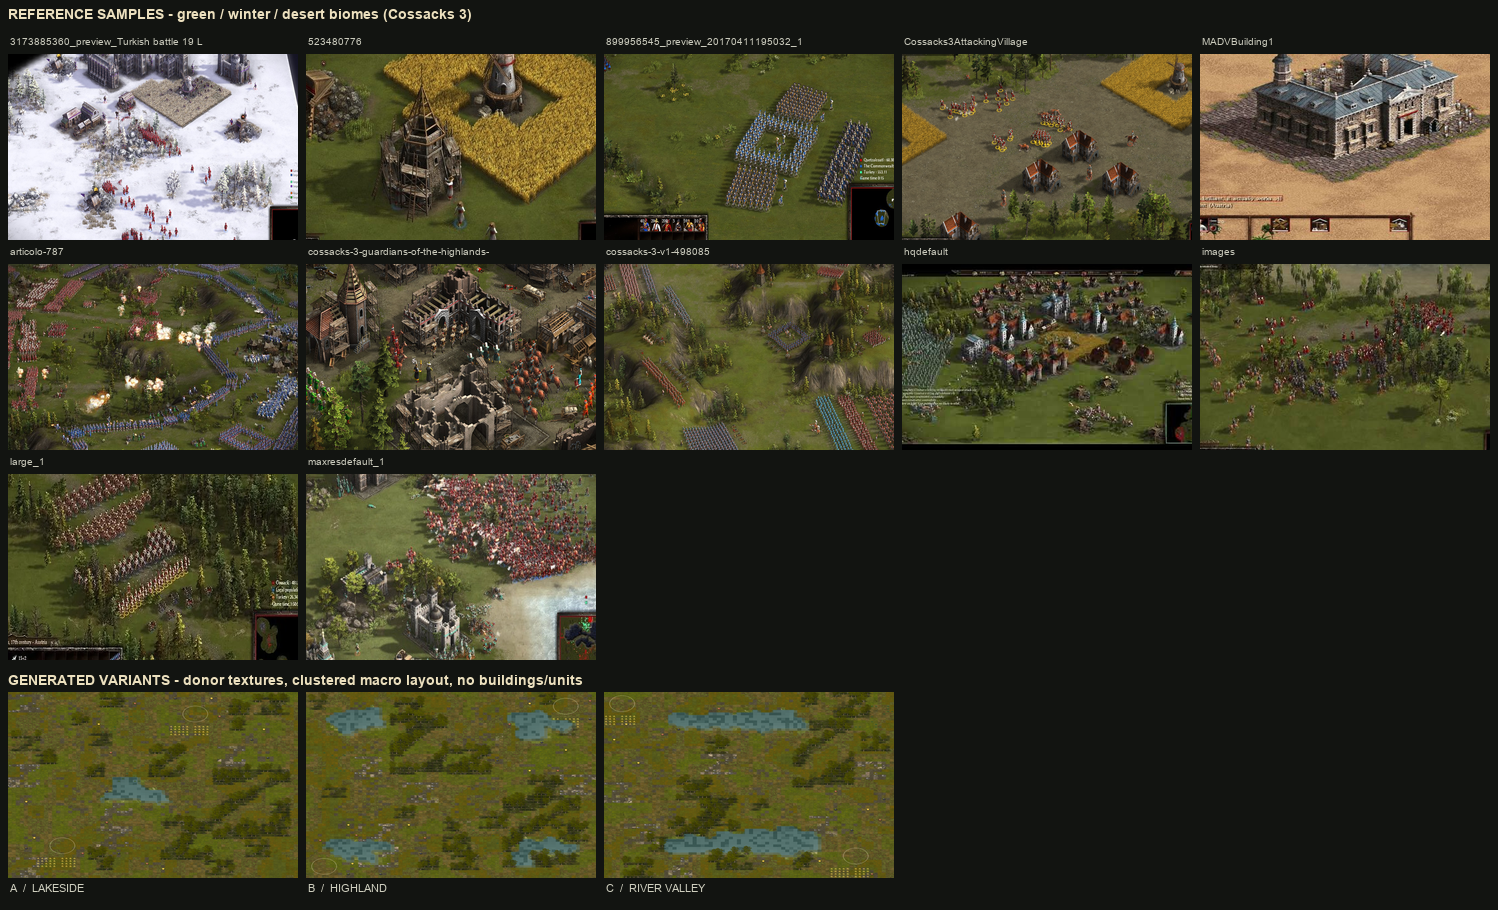 REFERENCE SAMPLES - green / winter / desert biomes (Cossacks 3)
3173885360_preview_Turkish battle 19 L
523480776
899956545_preview_20170411195032_1
Cossacks3AttackingVillage
MADVBuilding1
articolo-787
cossacks-3-guardians-of-the-highlands-
cossacks-3-v1-498085
hqdefault
images
large_1
maxresdefault_1
GENERATED VARIANTS - donor textures, clustered macro layout, no buildings/units
A / LAKESIDE
B / HIGHLAND
C / RIVER VALLEY